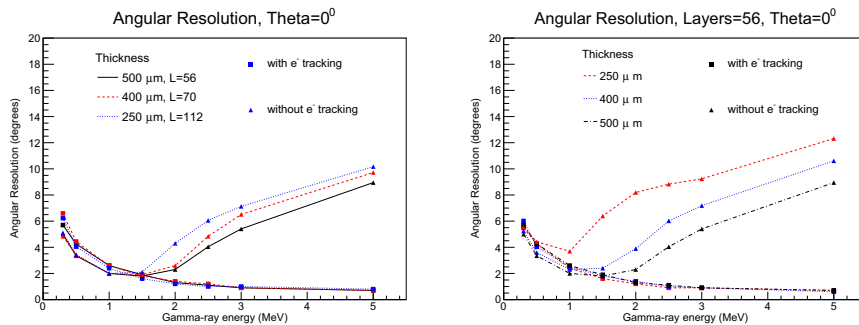 Angular Resolution, Theta=0⁰
Angular Resolution (degrees)
20
18
16
14
12
10
8
6
4
2
0
Thickness
500 μm, L=56
400 μm, L=70
250 μm, L=112
with e⁻ tracking
without e⁻ tracking
0 1 2 3 4 5
Gamma-ray energy (MeV)
Angular Resolution, Layers=56, Theta=0⁰
Angular Resolution (degrees)
20
18
16
14
12
10
8
6
4
2
0
Thickness
250 μ m
400 μ m
500 μ m
with e⁻ tracking
without e⁻ tracking
0 1 2 3 4 5
Gamma-ray energy (MeV)